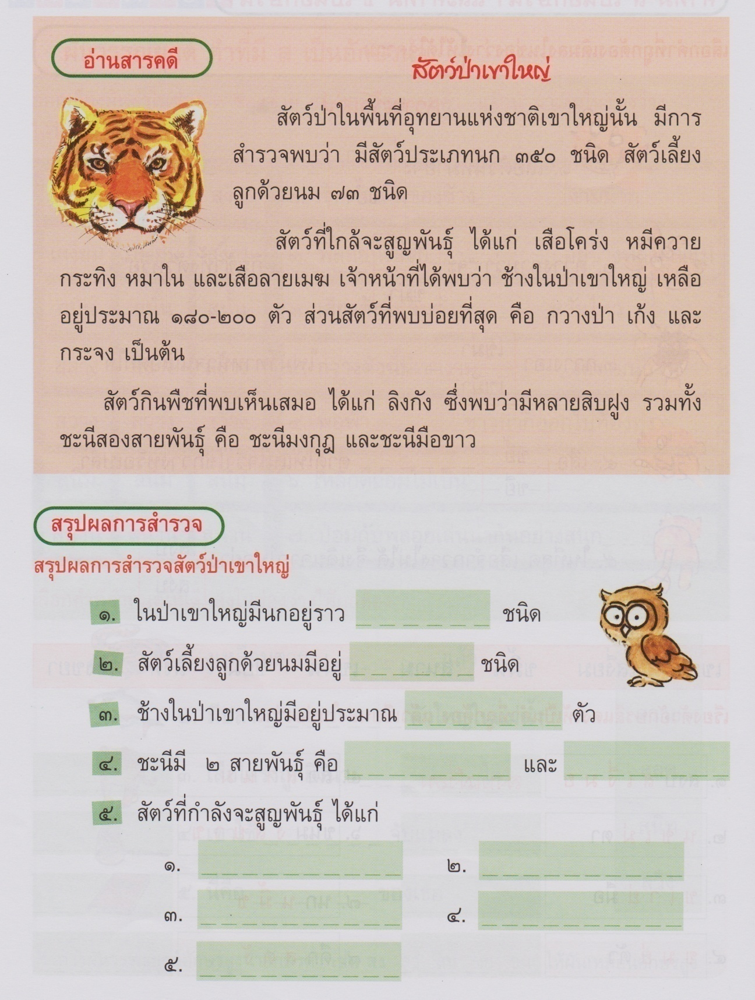 อ่านสารคดี
สัตว์ป่าเขาใหญ่
สัตว์ป่าในพื้นที่อุทยานแห่งชาติเขาใหญ่นั้น มีการ
สำรวจพบว่า มีสัตว์ประเภทนก ๓๕๐ ชนิด สัตว์เลี้ยง
ลูกด้วยนม ๗๓ ชนิด
สัตว์ที่ใกล้จะสูญพันธุ์ ได้แก่ เสือโคร่ง หมีควาย
กระทิง หมาใน และเสือลายเมฆ เจ้าหน้าที่ได้พบว่า ช้างในป่าเขาใหญ่ เหลือ
อยู่ประมาณ ๑๘๐-๒๐๐ ตัว ส่วนสัตว์ที่พบบ่อยที่สุด คือ กวางป่า เก้ง และ
กระจง เป็นต้น
สัตว์กินพืชที่พบเห็นเสมอ ได้แก่ ลิงกัง ซึ่งพบว่ามีหลายสิบฝูง รวมทั้ง
ชะนีสองสายพันธุ์ คือ ชะนีมงกุฎ และชะนีมือขาว
สรุปผลการสำรวจ
สรุปผลการสำรวจสัตว์ป่าเขาใหญ่
๑. ในป่าเขาใหญ่มีนกอยู่ราว _ _ _ _ _ _ ชนิด
๒. สัตว์เลี้ยงลูกด้วยนมมีอยู่ _ _ _ _ _ _ ชนิด
๓. ช้างในป่าเขาใหญ่มีอยู่ประมาณ _ _ _ _ _ _ _ ตัว
๔. ชะนีมี ๒ สายพันธุ์ คือ _ _ _ _ _ _ _ และ _ _ _ _ _ _ _
๕. สัตว์ที่กำลังจะสูญพันธุ์ ได้แก่
๑. _ _ _ _ _ _ _ _ _ ๒. _ _ _ _ _ _ _ _ _
๓. _ _ _ _ _ _ _ _ _ ๔. _ _ _ _ _ _ _ _ _
๕. _ _ _ _ _ _ _ _ _